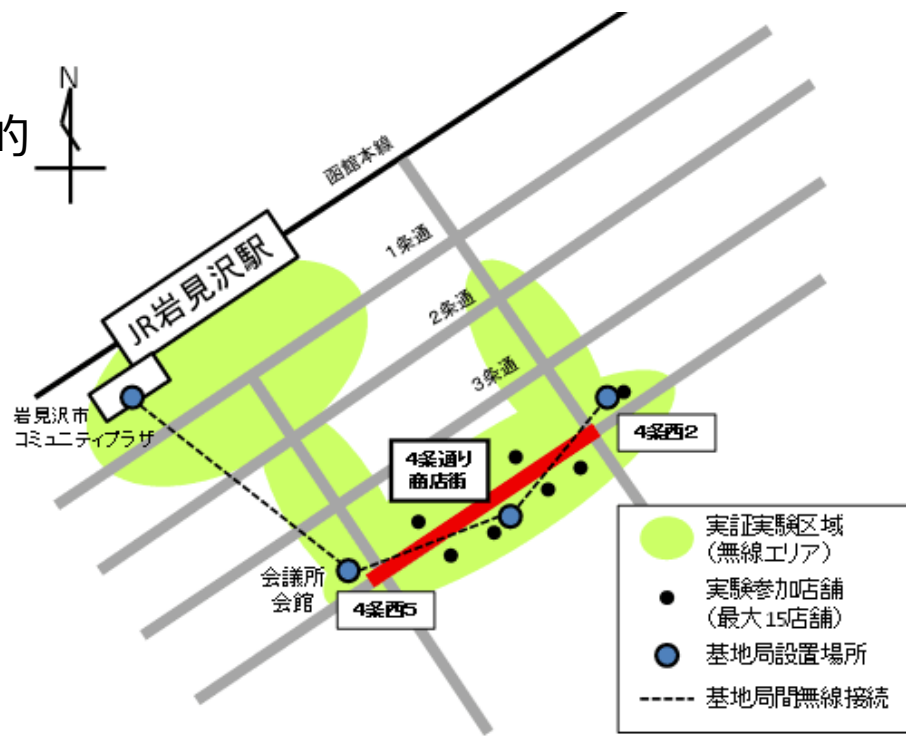 N
的
函館本線
1条通
JR岩見沢駅
2条通
3条通
岩見沢市
コミュニティプラザ
4条西2
4条通り
商店街
会議所
会館
4条西5
実証実験区域
(無線エリア)
実験参加店舗
(最大15店舗)
基地局設置場所
基地局間無線接続